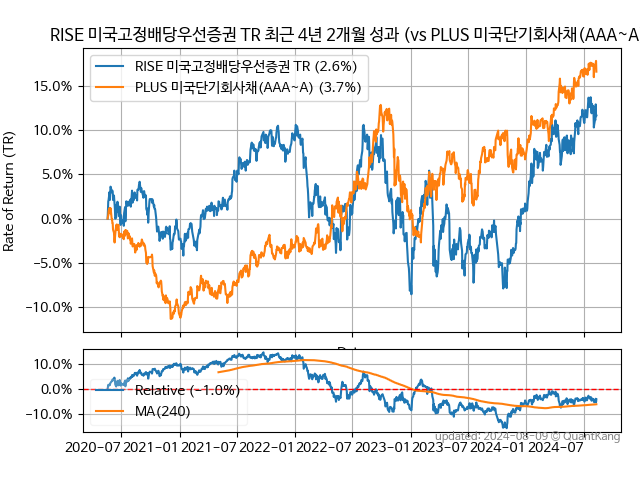 RISE 미국고정배당우선증권 TR 최근 4년 2개월 성과 (vs PLUS 미국단기회사채(AAA~A
RISE 미국고정배당우선증권 TR (2.6%)
PLUS 미국단기회사채(AAA~A) (3.7%)
Rate of Return (TR)
15.0%
10.0%
5.0%
0.0%
−5.0%
−10.0%
10.0%
0.0%
−10.0%
Relative (−1.0%)
MA(240)
2020-07 2021-01 2021-07 2022-01 2022-07 2023-01 2023-07 2024-01 2024-07
updated: 2024-08-09 © QuantKang